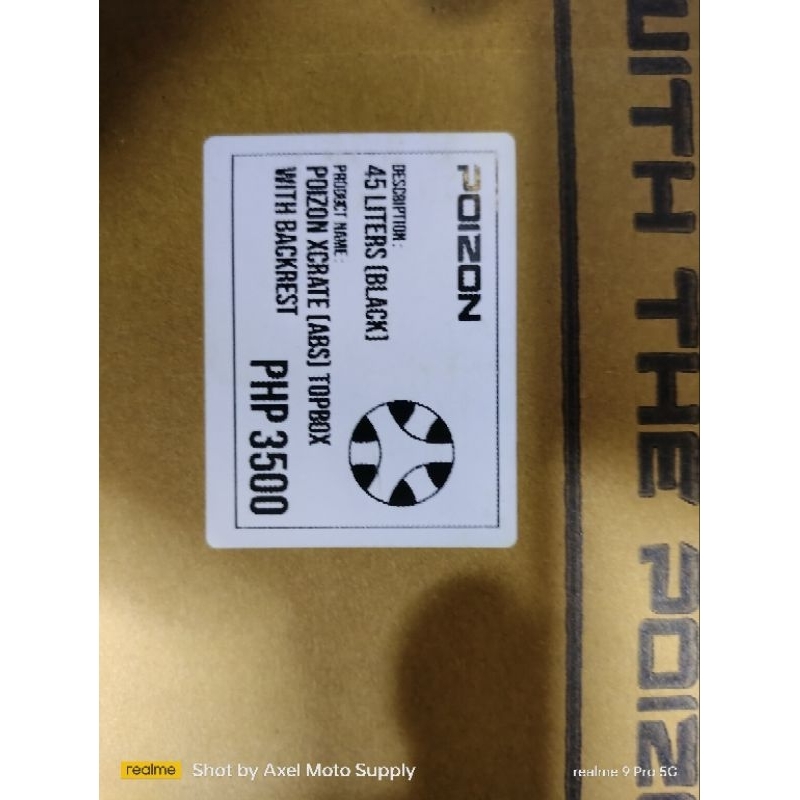 POIZON
DESCRIPTION:
45 LITERS (BLACK)
PRODUCT NAME:
POIZON XCRATE (ABS) TOPBOX
WITH BACKREST
PHP 3500
WITH THE POIZ
realme Shot by Axel Moto Supply
realme 9 Pro 5G